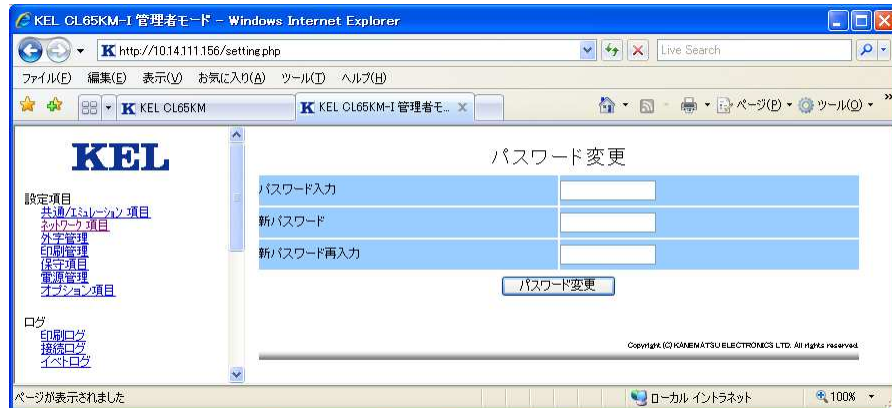 KEL CL65KM-I 管理者モード - Windows Internet Explorer
http://10.14.111.156/setting.php
Live Search
ファイル(F) 編集(E) 表示(V) お気に入り(A) ツール(T) ヘルプ(H)
K KEL CL65KM
K KEL CL65KM-I 管理者モ...
ページ(P)
ツール(O)
»
KEL
設定項目
共通/エミュレーション 項目
ネットワーク 項目
外字管理
印刷管理
保守項目
電源管理
オプション項目
ログ
印刷ログ
接続ログ
イベトログ
パスワード変更
パスワード入力
新パスワード
新パスワード再入力
パスワード変更
Copyright (C) KANEMATSU ELECTRONICS LTD. All rights reserved.
ページが表示されました
ローカル イントラネット
100%